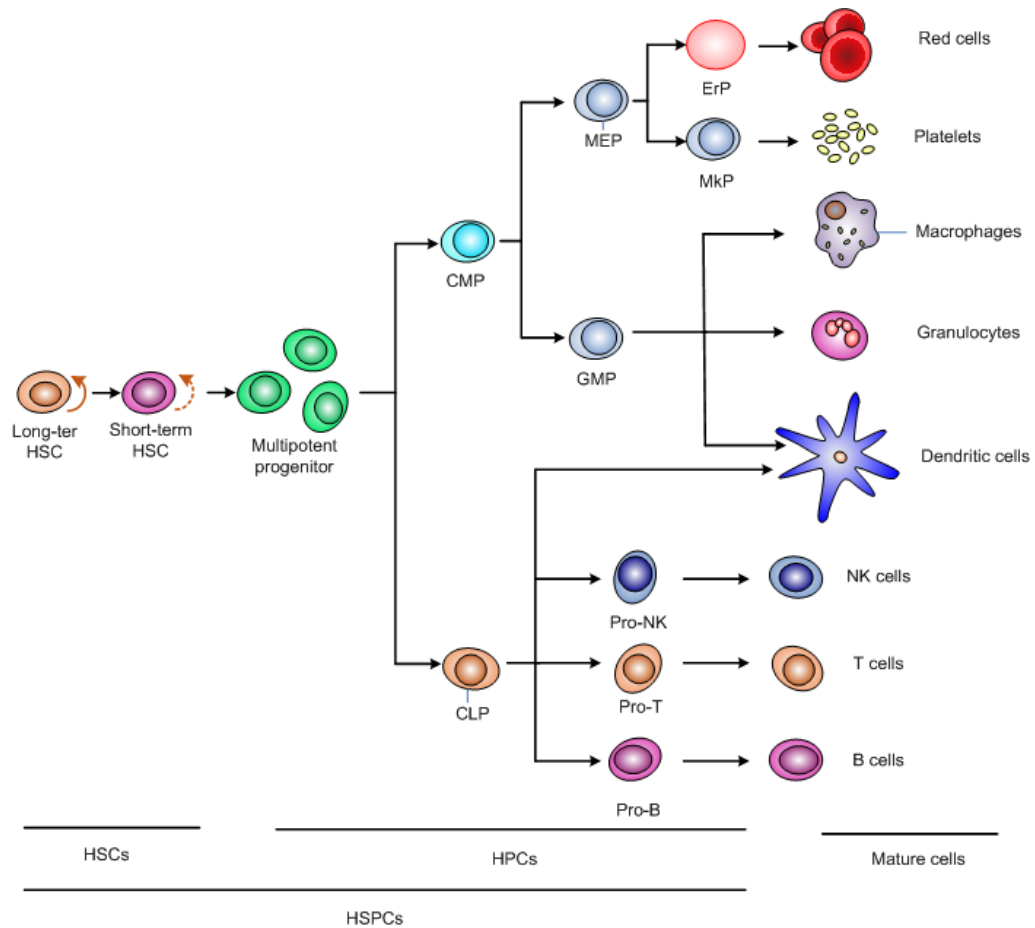 Red cells
ErP
Platelets
MEP
MkP
Macrophages
CMP
Granulocytes
GMP
Long-ter
HSC
Short-term
HSC
Multipotent
progenitor
Dendritic cells
NK cells
Pro-NK
T cells
CLP
Pro-T
B cells
Pro-B
HSCs
HPCs
Mature cells
HSPCs